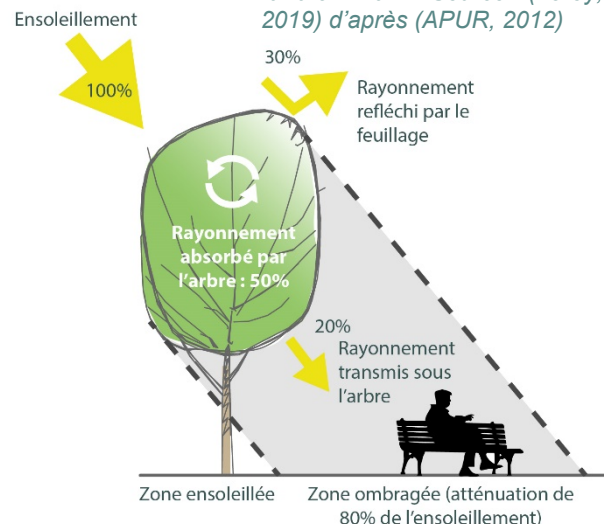 2019) d'après (APUR, 2012)
Ensoleillement
100%
30%
Rayonnement
reflèchi par le
feuillage
Rayonnement
absorbé par
l'arbre : 50%
20%
Rayonnement
transmis sous
l'arbre
Zone ensoleillée
Zone ombragée (atténuation de
80% de l'ensoleillement)